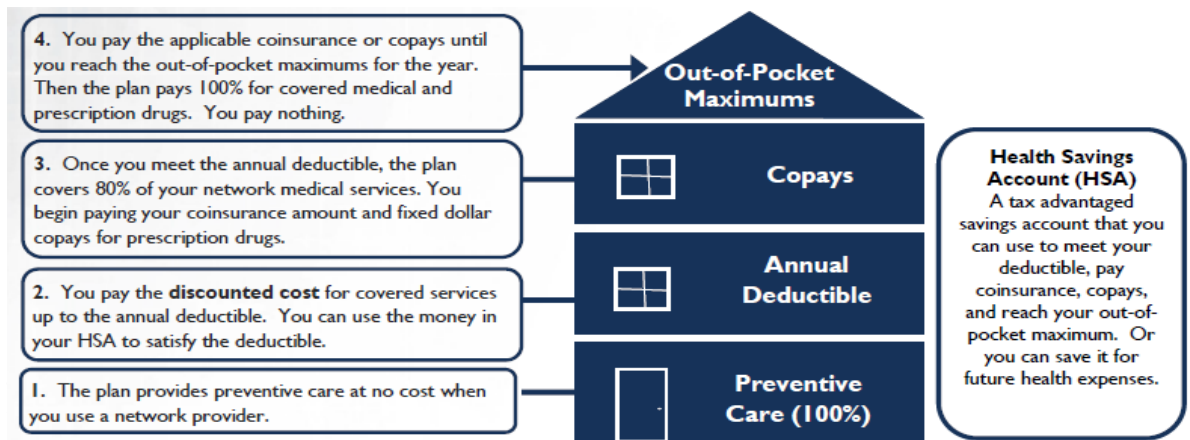 4. You pay the applicable coinsurance or copays until
you reach the out-of-pocket maximums for the year.
Then the plan pays 100% for covered medical and
prescription drugs. You pay nothing.
Out-of-Pocket
Maximums
3. Once you meet the annual deductible, the plan
covers 80% of your network medical services. You
begin paying your coinsurance amount and fixed dollar
copays for prescription drugs.
Copays
2. You pay the discounted cost for covered services
up to the annual deductible. You can use the money in
your HSA to satisfy the deductible.
Annual
Deductible
1. The plan provides preventive care at no cost when
you use a network provider.
Preventive
Care (100%)
Health Savings
Account (HSA)
A tax advantaged
savings account that you
can use to meet your
deductible, pay
coinsurance, copays,
and reach your out-of-
pocket maximum. Or
you can save it for
future health expenses.